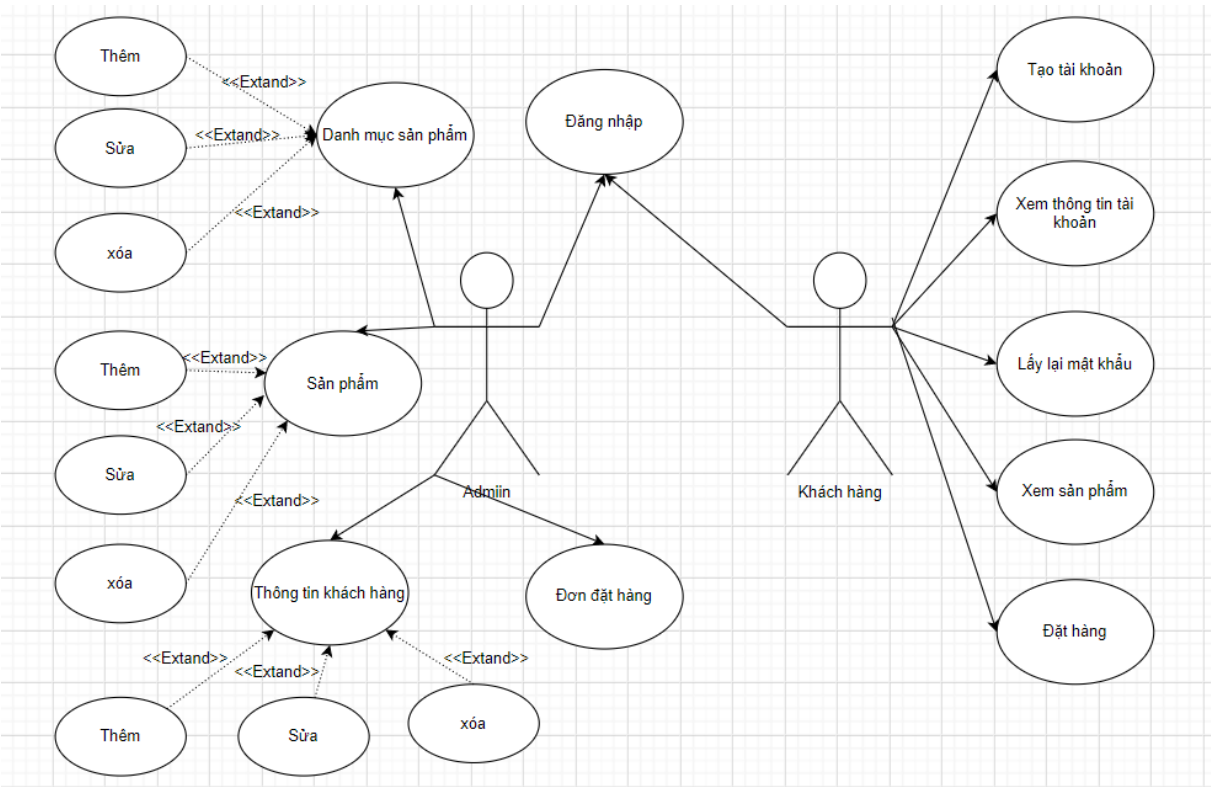 Thêm
<<Extand>>
Sửa
<<Extand>>
xóa
<<Extand>>
Danh mục sản phẩm
Đăng nhập
Tạo tài khoản
Xem thông tin tài
khoản
Thêm
<<Extand>>
Sửa
<<Extand>>
xóa
<<Extand>>
Sản phẩm
Lấy lại mật khẩu
Admiin
Khách hàng
Xem sản phẩm
Thông tin khách hàng
Đơn đặt hàng
Đặt hàng
<<Extand>>
<<Extand>>
<<Extand>>
Thêm
Sửa
xóa